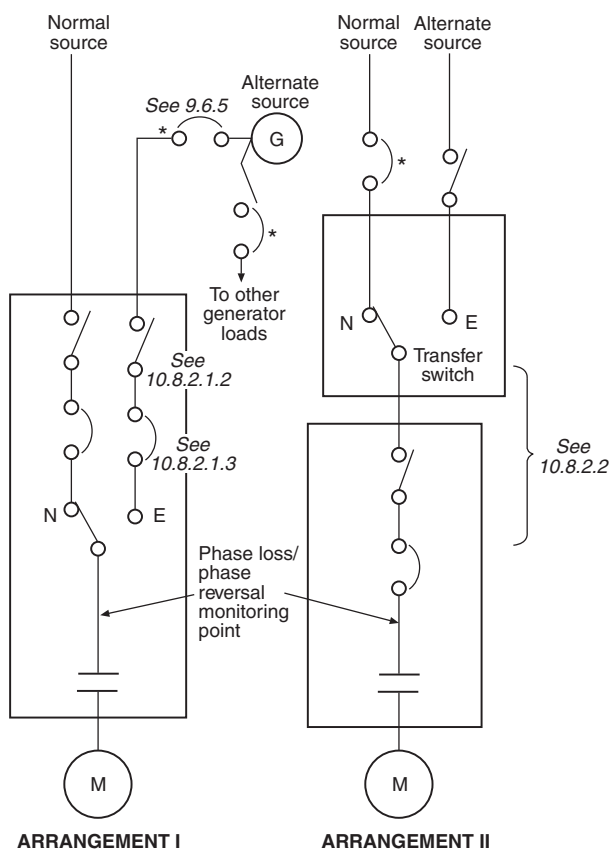 Normal
source
Normal
source
Alternate
source
Alternate
source
See 9.6.5
*
G
*
*
To other
generator
loads
N
E
Transfer
switch
See
10.8.2.1.2
See
10.8.2.1.3
See
10.8.2.2
N
E
Phase loss/
phase
reversal
monitoring
point
M
M
ARRANGEMENT I
ARRANGEMENT II